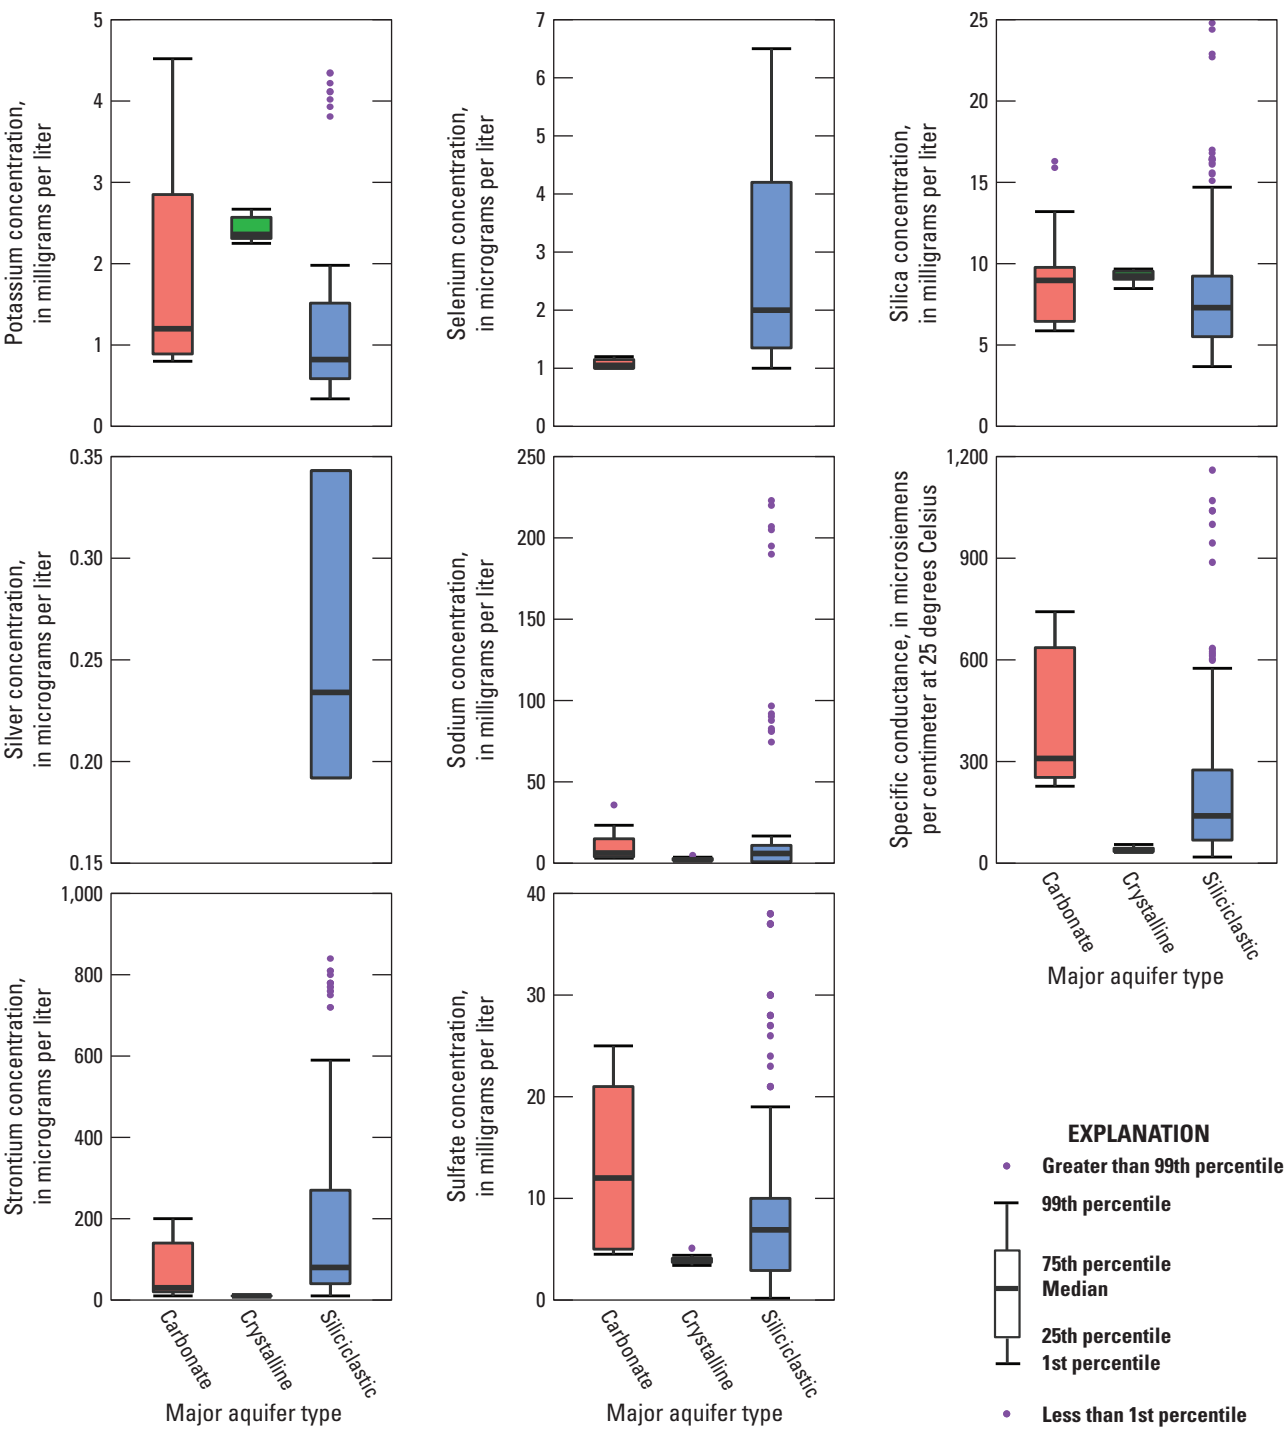 Potassium concentration,
in milligrams per liter
5
4
3
2
1
0
Selenium concentration,
in micrograms per liter
7
6
5
4
3
2
1
0
Silica concentration,
in milligrams per liter
25
20
15
10
5
0
Silver concentration,
in micrograms per liter
0.35
0.30
0.25
0.20
0.15
Sodium concentration,
in milligrams per liter
250
200
150
100
50
0
Specific conductance, in microsiemens
per centimeter at 25 degrees Celsius
1,200
900
600
300
0
Carbonate
Crystalline
Siliciclastic
Major aquifer type
Strontium concentration,
in micrograms per liter
1,000
800
600
400
200
0
Carbonate
Crystalline
Siliciclastic
Major aquifer type
Sulfate concentration,
in milligrams per liter
40
30
20
10
0
Carbonate
Crystalline
Siliciclastic
Major aquifer type
EXPLANATION
Greater than 99th percentile
99th percentile
75th percentile
Median
25th percentile
1st percentile
Less than 1st percentile